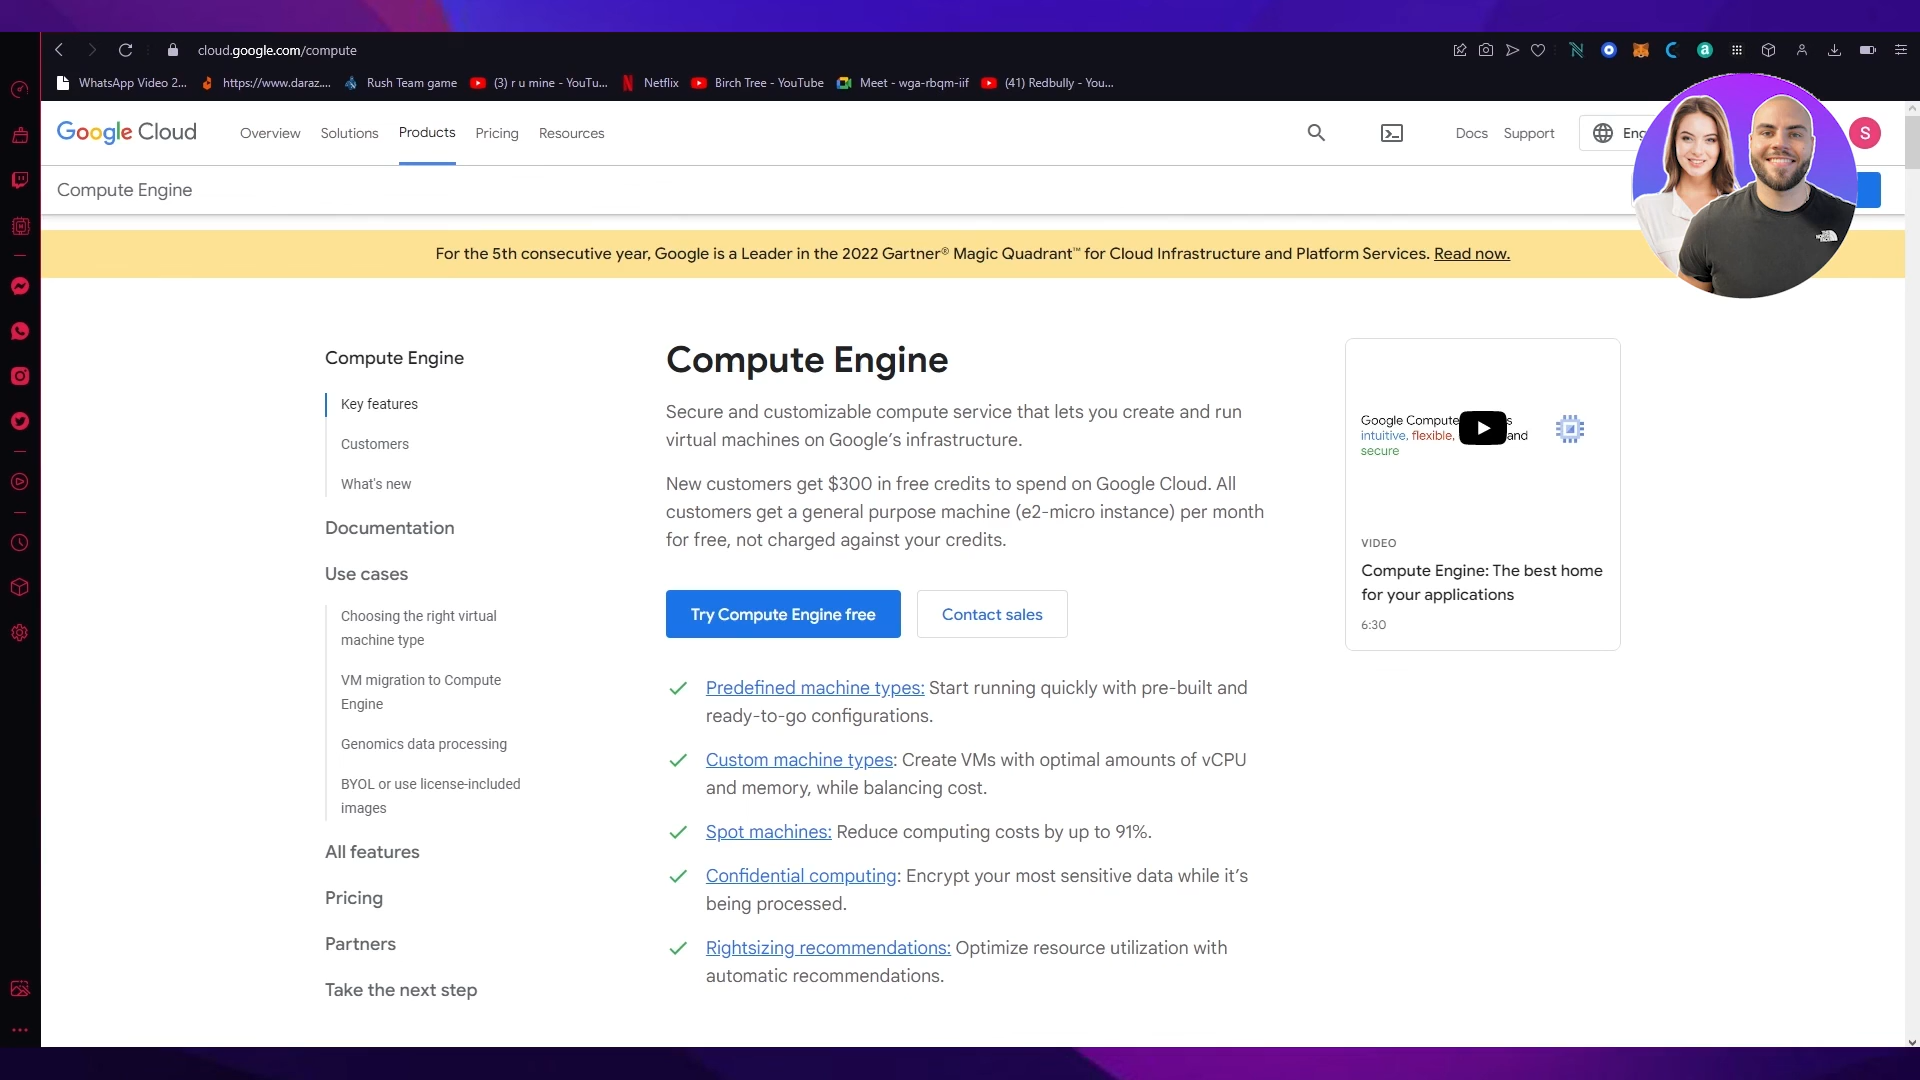 cloud.google.com/compute
WhatsApp Video 2...
https://www.daraz....
Rush Team game
(3) r u mine - YouTu...
Netflix
Birch Tree - YouTube
Meet - wga-rbqm-iif
(41) Redbully - You...
Google Cloud
Overview
Solutions
Products
Pricing
Resources
Docs
Support
S
Compute Engine
For the 5th consecutive year, Google is a Leader in the 2022 Gartner® Magic Quadrant™ for Cloud Infrastructure and Platform Services. Read now.
Compute Engine
Key features
Customers
What's new
Documentation
Use cases
Choosing the right virtual
machine type
VM migration to Compute
Engine
Genomics data processing
BYOL or use license-included
images
All features
Pricing
Partners
Take the next step
Compute Engine
Secure and customizable compute service that lets you create and run
virtual machines on Google’s infrastructure.
New customers get $300 in free credits to spend on Google Cloud. All
customers get a general purpose machine (e2-micro instance) per month
for free, not charged against your credits.
Try Compute Engine free
Contact sales
Predefined machine types: Start running quickly with pre-built and
ready-to-go configurations.
Custom machine types: Create VMs with optimal amounts of vCPU
and memory, while balancing cost.
Spot machines: Reduce computing costs by up to 91%.
Confidential computing: Encrypt your most sensitive data while it’s
being processed.
Rightsizing recommendations: Optimize resource utilization with
automatic recommendations.
Google Compute
intuitive, flexible, and
secure
VIDEO
Compute Engine: The best home
for your applications
6:30